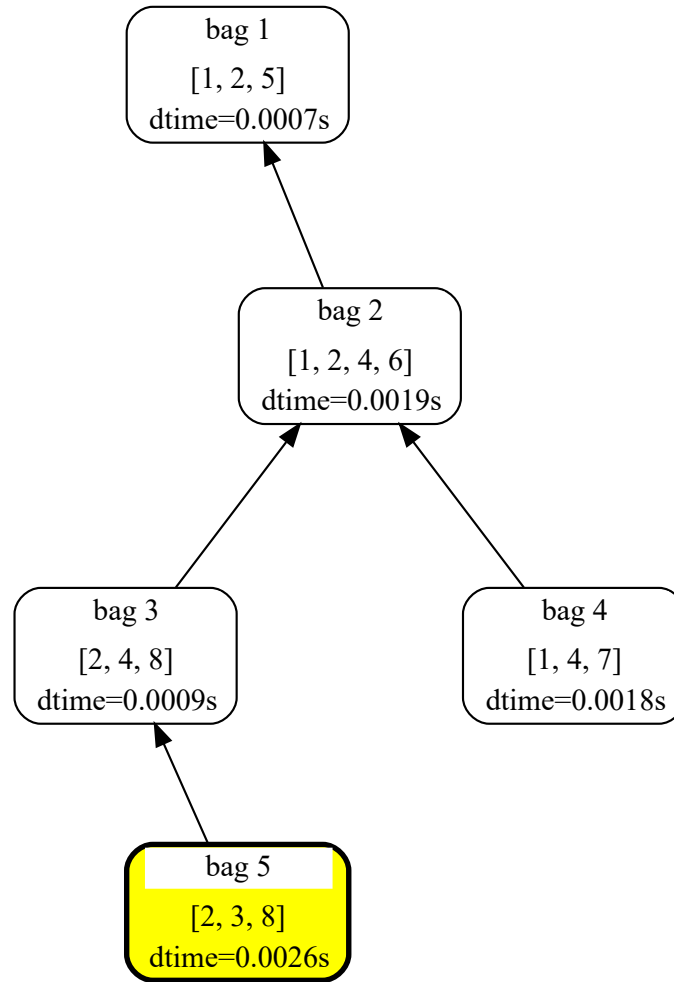 bag 1
[1, 2, 5]
dtime=0.0007s
bag 2
[1, 2, 4, 6]
dtime=0.0019s
bag 3
[2, 4, 8]
dtime=0.0009s
bag 4
[1, 4, 7]
dtime=0.0018s
bag 5
[2, 3, 8]
dtime=0.0026s